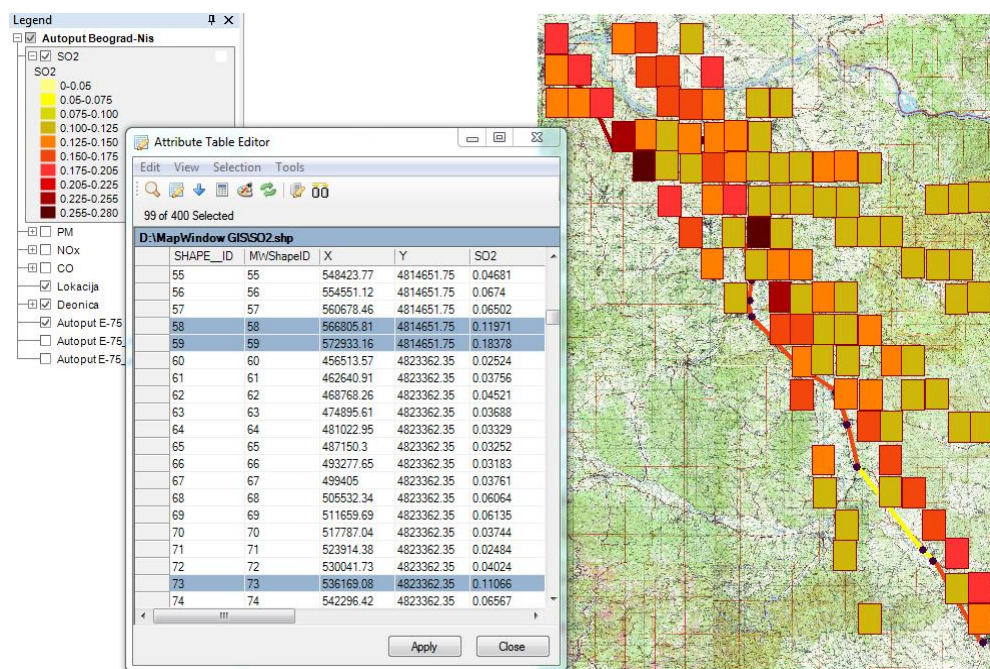 Legend
Autoput Beograd-Nis
SO2
SO2
0-0.05
0.05-0.075
0.075-0.100
0.100-0.125
0.125-0.150
0.150-0.175
0.175-0.205
0.205-0.225
0.225-0.255
0.255-0.280
PM
NOx
CO
Lokacija
Deonica
Autoput E-75
Autoput E-75_
Autoput E-75_
Attribute Table Editor
Edit View Selection Tools
99 of 400 Selected
D:\MapWindow GIS\SO2.shp
SHAPE__ID MWShapeID X Y SO2
55 55 548423.77 4814651.75 0.04681
56 56 554551.12 4814651.75 0.0674
57 57 560678.46 4814651.75 0.06502
58 58 566805.81 4814651.75 0.11971
59 59 572933.16 4814651.75 0.18378
60 60 456513.57 4823362.35 0.02524
61 61 462640.91 4823362.35 0.03756
62 62 468768.26 4823362.35 0.04521
63 63 474895.61 4823362.35 0.03688
64 64 481022.95 4823362.35 0.03329
65 65 487150.3 4823362.35 0.03252
66 66 493277.65 4823362.35 0.03183
67 67 499405 4823362.35 0.03761
68 68 505532.34 4823362.35 0.06064
69 69 511659.69 4823362.35 0.06135
70 70 517787.04 4823362.35 0.03744
71 71 523914.38 4823362.35 0.02484
72 72 530041.73 4823362.35 0.04024
73 73 536169.08 4823362.35 0.11066
74 74 542296.42 4823362.35 0.06567
Apply Close